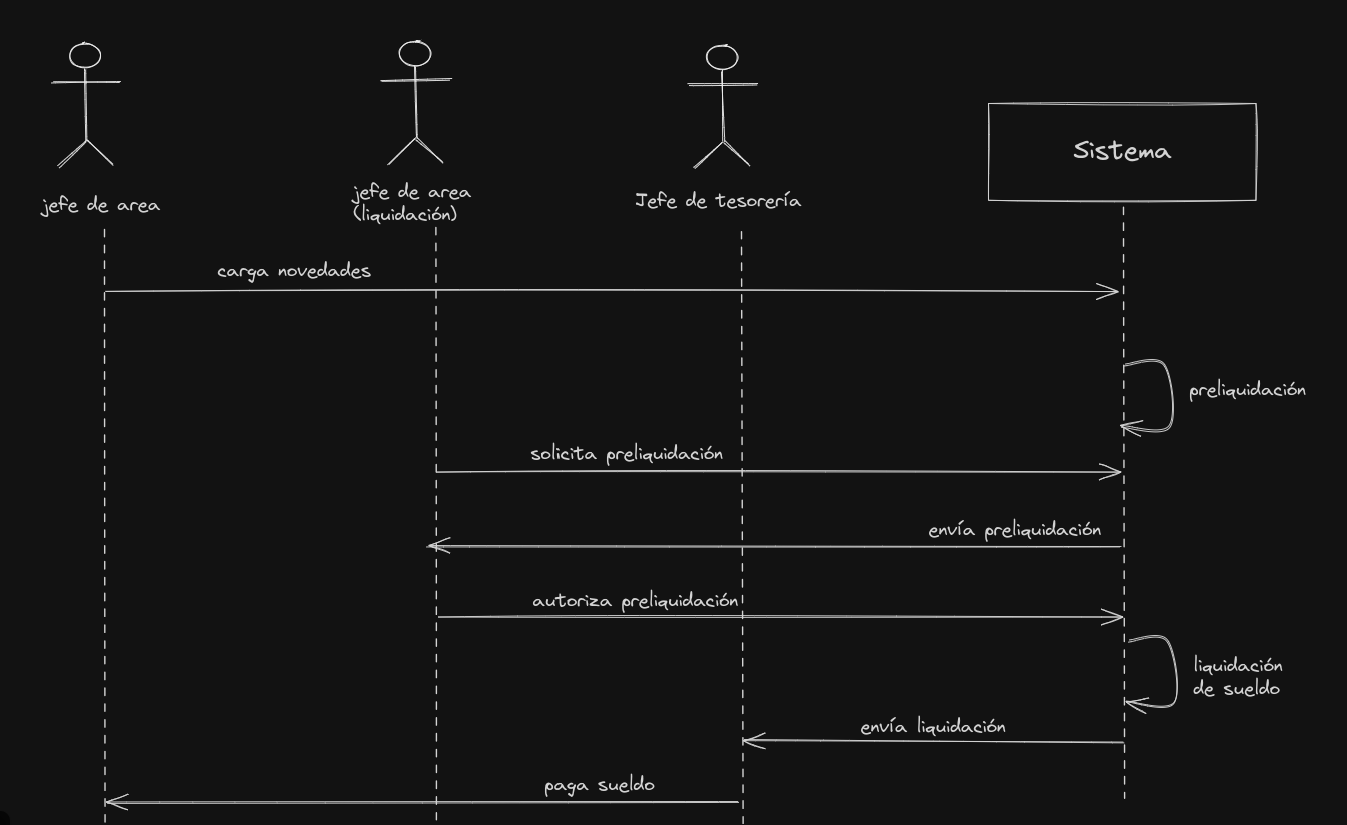 jefe de area
jefe de area
(liquidación)
Jefe de tesorería
Sistema
carga novedades
preliquidación
solicita preliquidación
envía preliquidación
autoriza preliquidación
liquidación
de sueldo
envía liquidación
paga sueldo